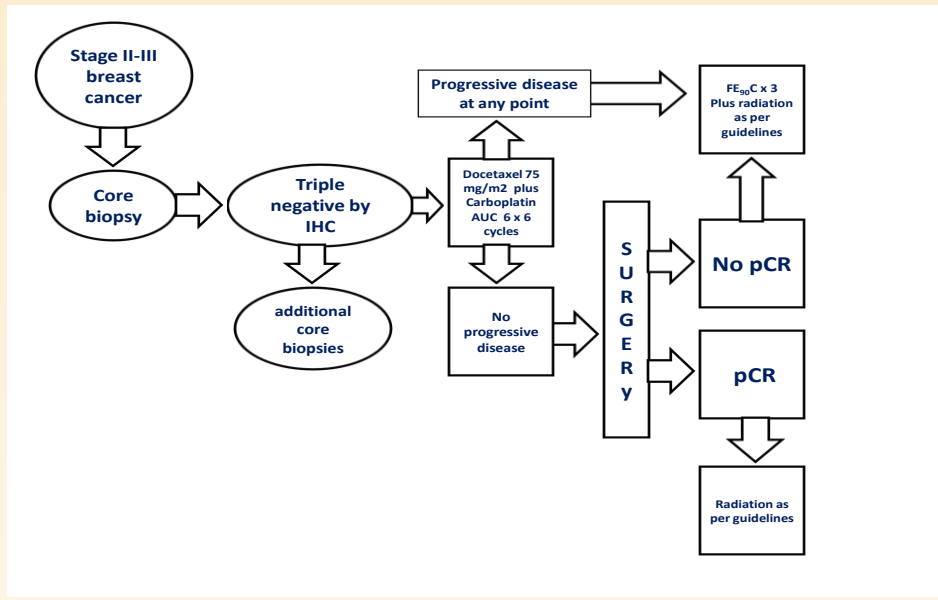 Stage II-III
breast
cancer
Core
biopsy
Triple
negative by
IHC
additional
core
biopsies
Progressive disease
at any point
Docetaxel 75
mg/m2 plus
Carboplatin
AUC 6 x 6
cycles
No
progressive
disease
S
U
R
G
E
R
y
FE₉₀C x 3
Plus radiation
as per
guidelines
No pCR
pCR
Radiation as
per guidelines